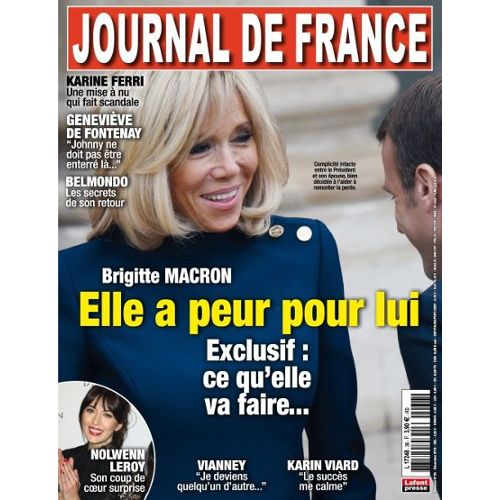 JOURNAL DE FRANCE
KARINE FERRI
Une mise à nu
qui fait scandale
GENEVIÈVE
DE FONTENAY
"Johnny ne
doit pas être
enterré là..."
BELMONDO
Les secrets
de son retour
Complicité intacte
entre le Président
et son épouse, bien
décidée à l'aider à
remonter la pente.
Brigitte MACRON
Elle a peur pour lui
Exclusif :
ce qu'elle
va faire...
NOLWENN
LEROY
Son coup de
cœur surprise
VIANNEY
"Je deviens
quelqu'un d'autre..."
KARIN VIARD
"Le succès
me calme"
Lafont
presse